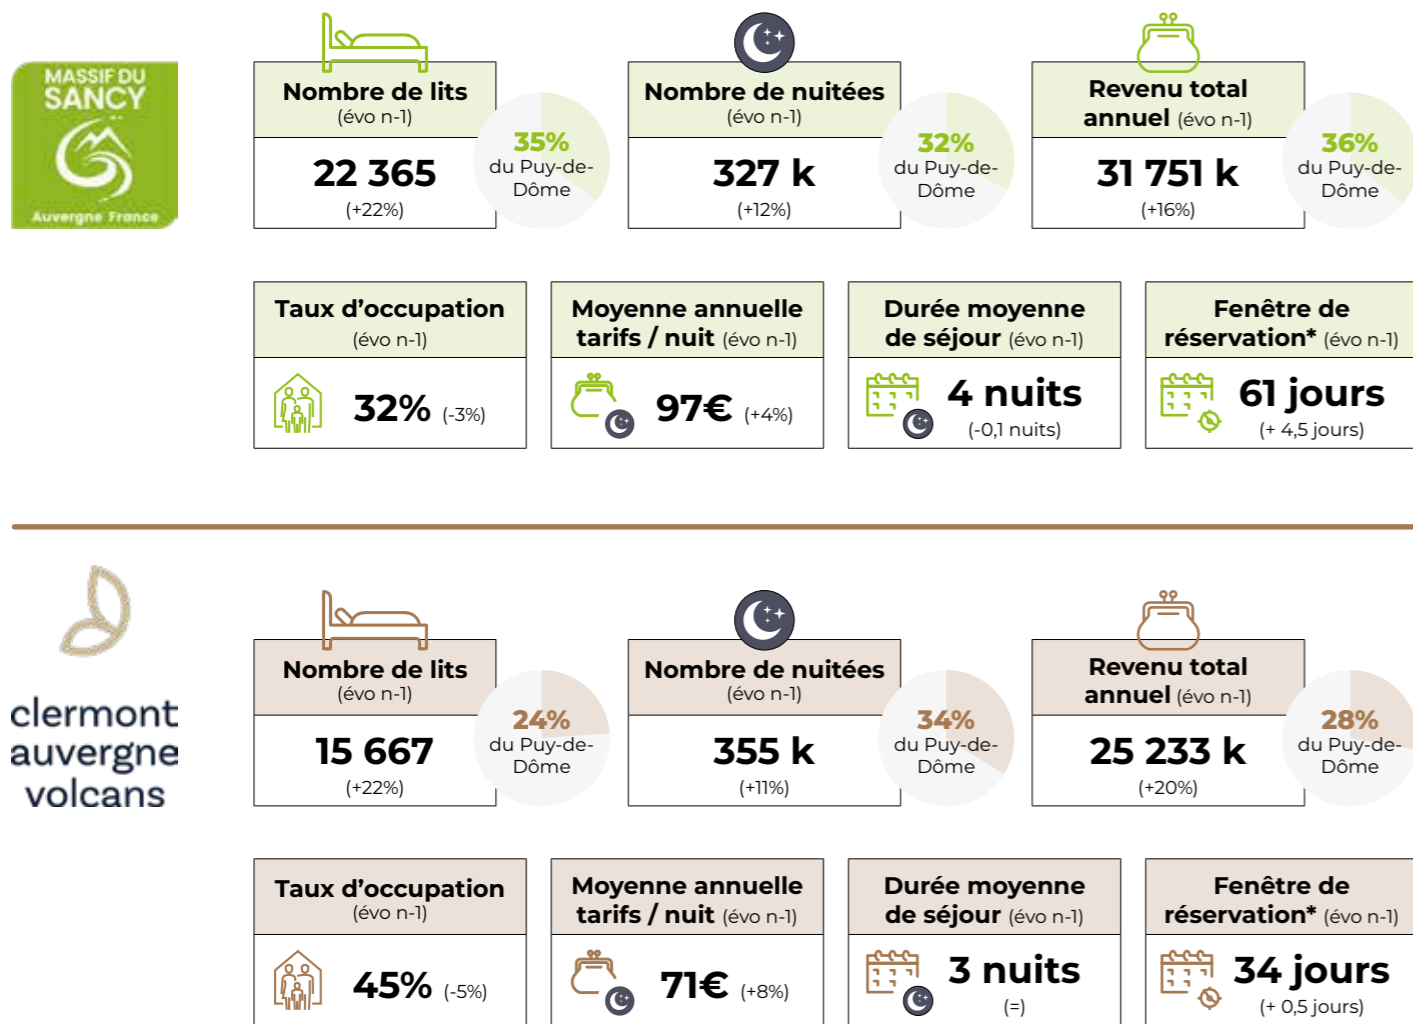 MASSIF DU
SANCY
Auvergne France
Nombre de lits
(évo n-1)
22 365
(+22%)
35%
du Puy-de-
Dôme
Nombre de nuitées
(évo n-1)
327 k
(+12%)
32%
du Puy-de-
Dôme
Revenu total
annuel (évo n-1)
31 751 k
(+16%)
36%
du Puy-de-
Dôme
Taux d’occupation
(évo n-1)
32% (-3%)
Moyenne annuelle
tarifs / nuit (évo n-1)
97€ (+4%)
Durée moyenne
de séjour (évo n-1)
4 nuits
(-0,1 nuits)
Fenêtre de
réservation* (évo n-1)
61 jours
(+ 4,5 jours)
clermont
auvergne
volcans
Nombre de lits
(évo n-1)
15 667
(+22%)
24%
du Puy-de-
Dôme
Nombre de nuitées
(évo n-1)
355 k
(+11%)
34%
du Puy-de-
Dôme
Revenu total
annuel (évo n-1)
25 233 k
(+20%)
28%
du Puy-de-
Dôme
Taux d’occupation
(évo n-1)
45% (-5%)
Moyenne annuelle
tarifs / nuit (évo n-1)
71€ (+8%)
Durée moyenne
de séjour (évo n-1)
3 nuits
(=)
Fenêtre de
réservation* (évo n-1)
34 jours
(+ 0,5 jours)